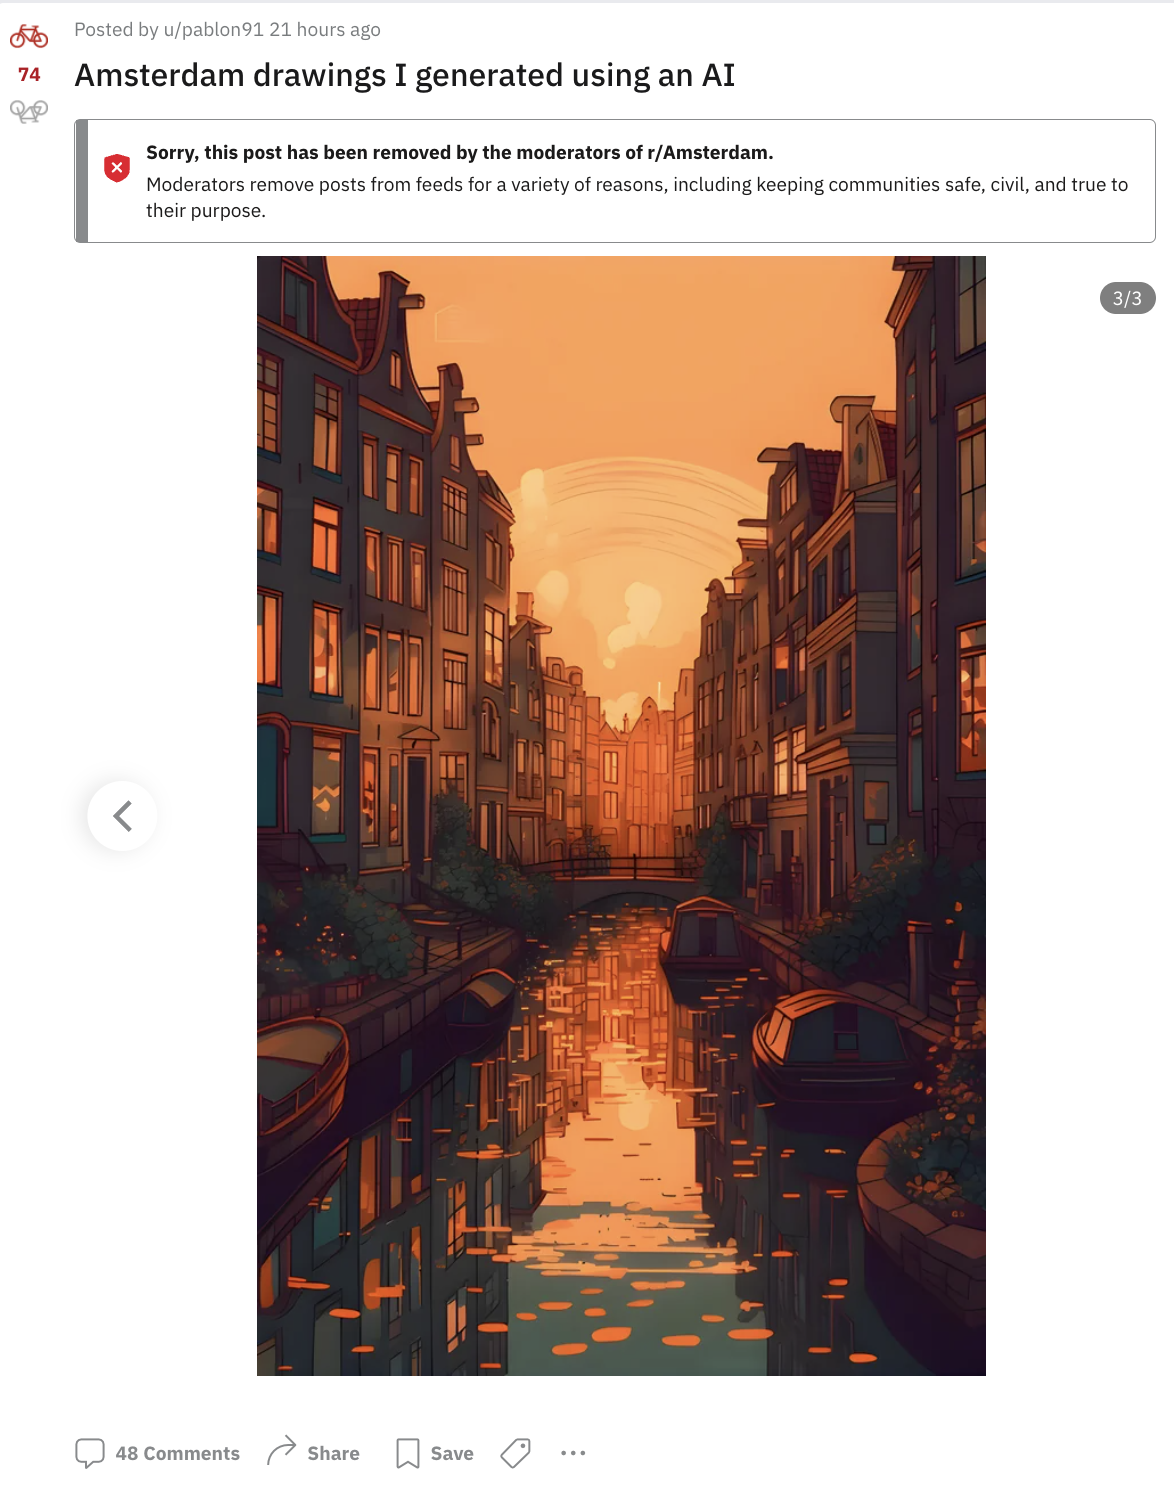 Posted by u/pablon91 21 hours ago
74
Amsterdam drawings I generated using an AI
Sorry, this post has been removed by the moderators of r/Amsterdam.
Moderators remove posts from feeds for a variety of reasons, including keeping communities safe, civil, and true to
their purpose.
3/3
48 Comments
Share
Save